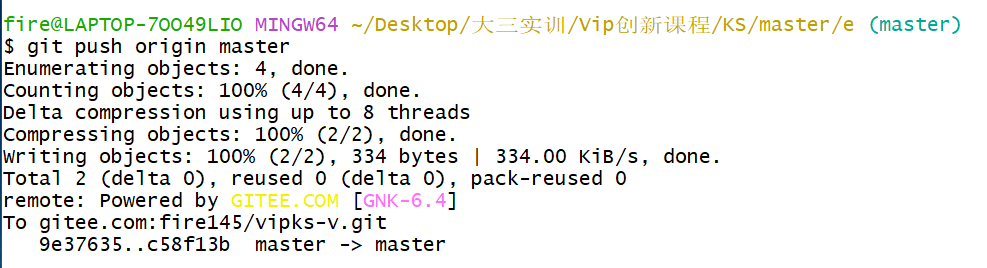 fire@LAPTOP-7OO49LIO MINGW64 ~/Desktop/大三实训/Vip创新课程/KS/master/e (master)
$ git push origin master
Enumerating objects: 4, done.
Counting objects: 100% (4/4), done.
Delta compression using up to 8 threads
Compressing objects: 100% (2/2), done.
Writing objects: 100% (2/2), 334 bytes | 334.00 KiB/s, done.
Total 2 (delta 0), reused 0 (delta 0), pack-reused 0
remote: Powered by GITEE.COM [GNK-6.4]
To gitee.com:fire145/vipks-v.git
   9e37635..c58f13b  master -> master